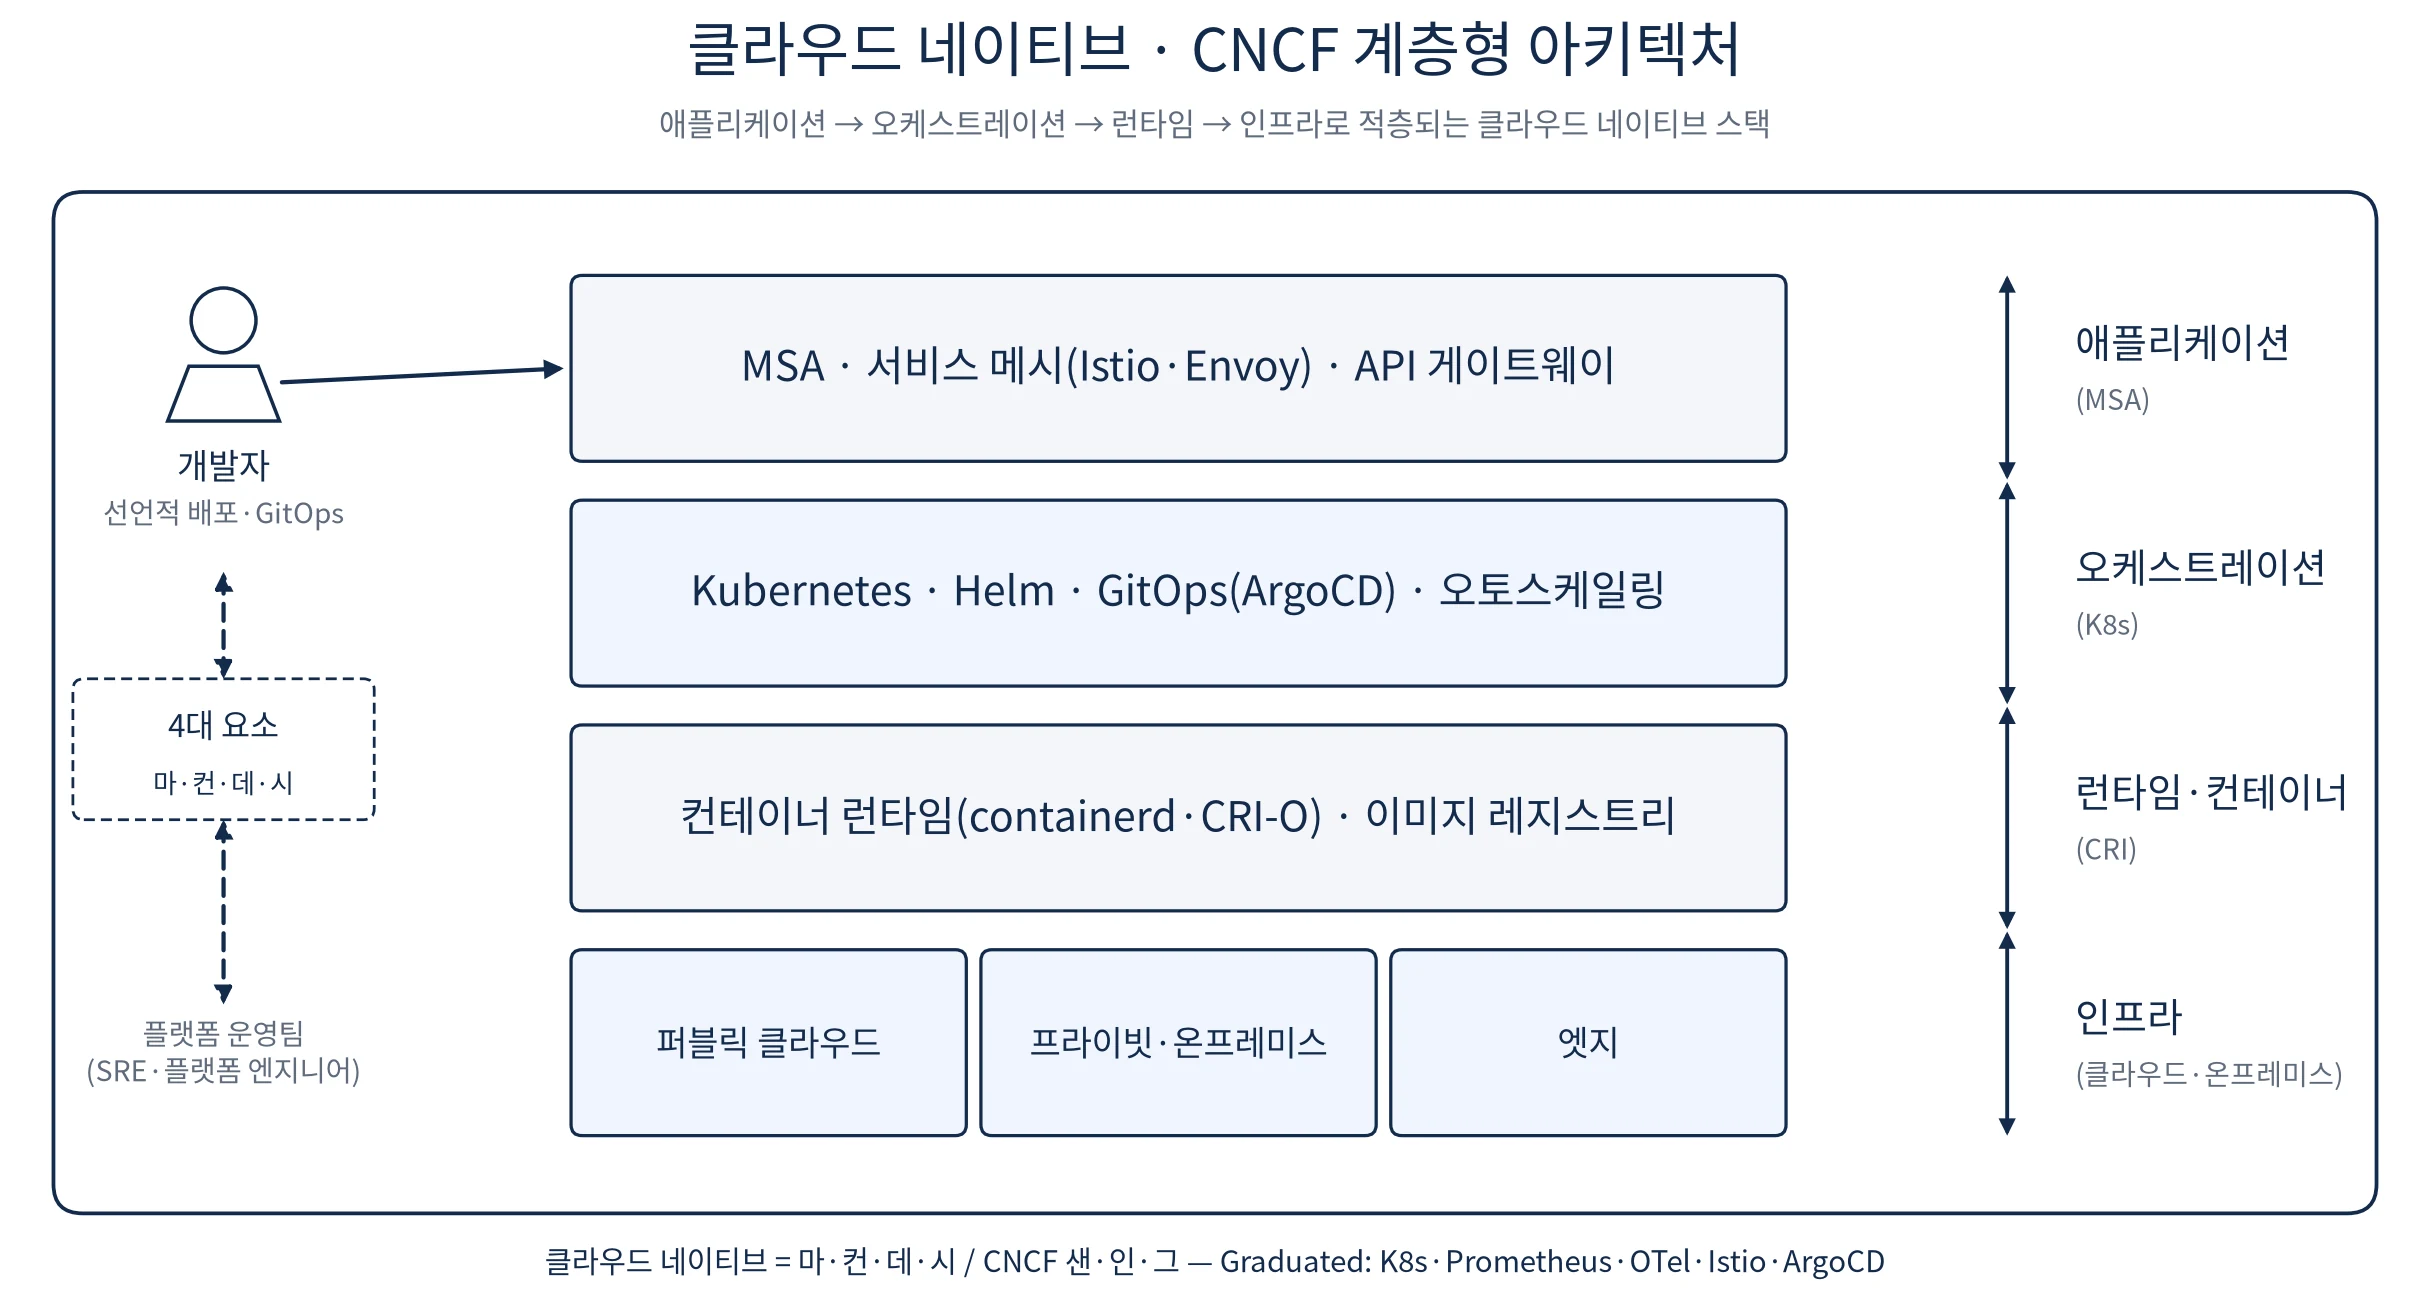 클라우드 네이티브 · CNCF 계층형 아키텍처
애플리케이션 → 오케스트레이션 → 런타임 → 인프라로 적층되는 클라우드 네이티브 스택
개발자
선언적 배포·GitOps
4대 요소
마·컨·데·시
플랫폼 운영팀
(SRE·플랫폼 엔지니어)
MSA · 서비스 메시(Istio·Envoy) · API 게이트웨이
애플리케이션
(MSA)
Kubernetes · Helm · GitOps(ArgoCD) · 오토스케일링
오케스트레이션
(K8s)
컨테이너 런타임(containerd·CRI-O) · 이미지 레지스트리
런타임·컨테이너
(CRI)
퍼블릭 클라우드
프라이빗·온프레미스
엣지
인프라
(클라우드·온프레미스)
클라우드 네이티브 = 마·컨·데·시 / CNCF 샌·인·그 — Graduated: K8s·Prometheus·OTel·Istio·ArgoCD